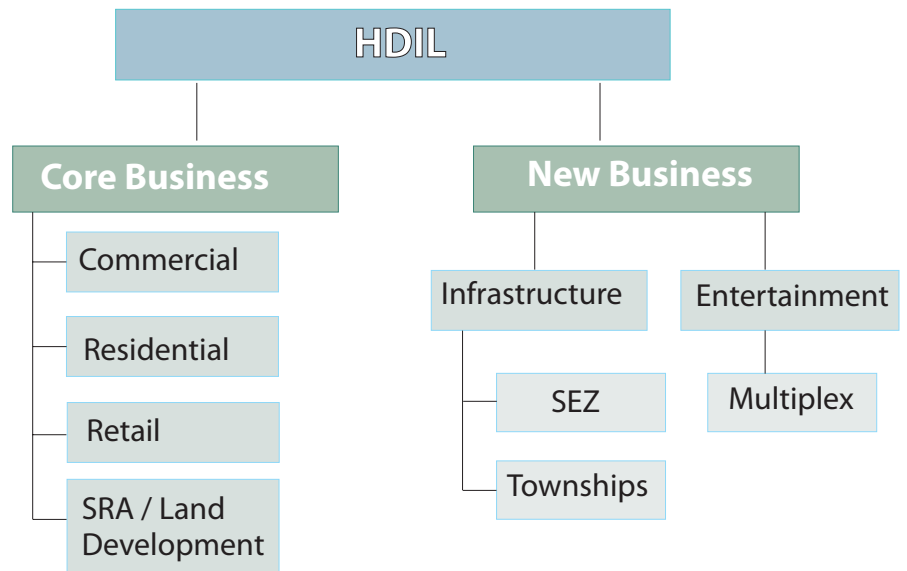 HDIL
Core Business
Commercial
Residential
Retail
SRA / Land
Development
New Business
Infrastructure
SEZ
Townships
Entertainment
Multiplex